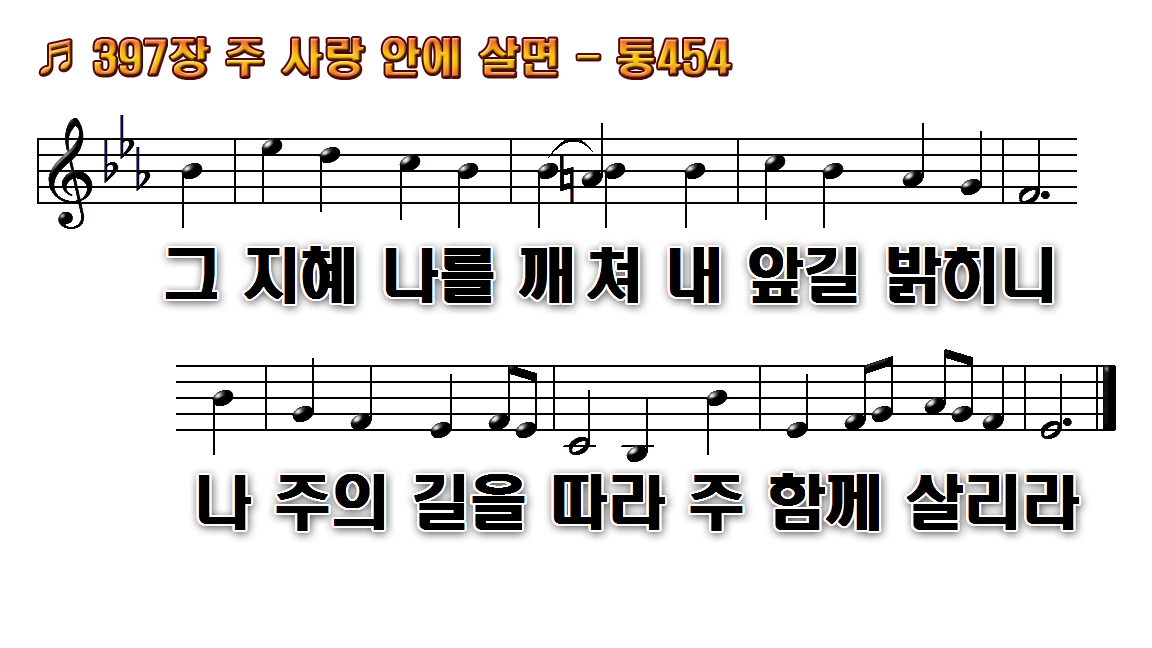 ♬ 397장 주 사랑 안에 살면 - 통454
그 지혜 나를 깨쳐 내 앞길 밝히니
나 주의 길을 따라 주 함께 살리라